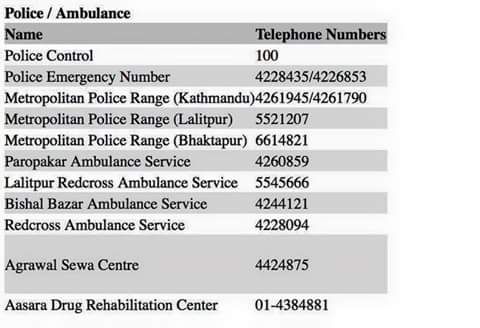 Police / Ambulance
Name Telephone Numbers
Police Control 100
Police Emergency Number 4228435/4226853
Metropolitan Police Range (Kathmandu)4261945/4261790
Metropolitan Police Range (Lalitpur) 5521207
Metropolitan Police Range (Bhaktapur) 6614821
Paropakar Ambulance Service 4260859
Lalitpur Redcross Ambulance Service 5545666
Bishal Bazar Ambulance Service 4244121
Redcross Ambulance Service 4228094
Agrawal Sewa Centre 4424875
Aasara Drug Rehabilitation Center 01-4384881